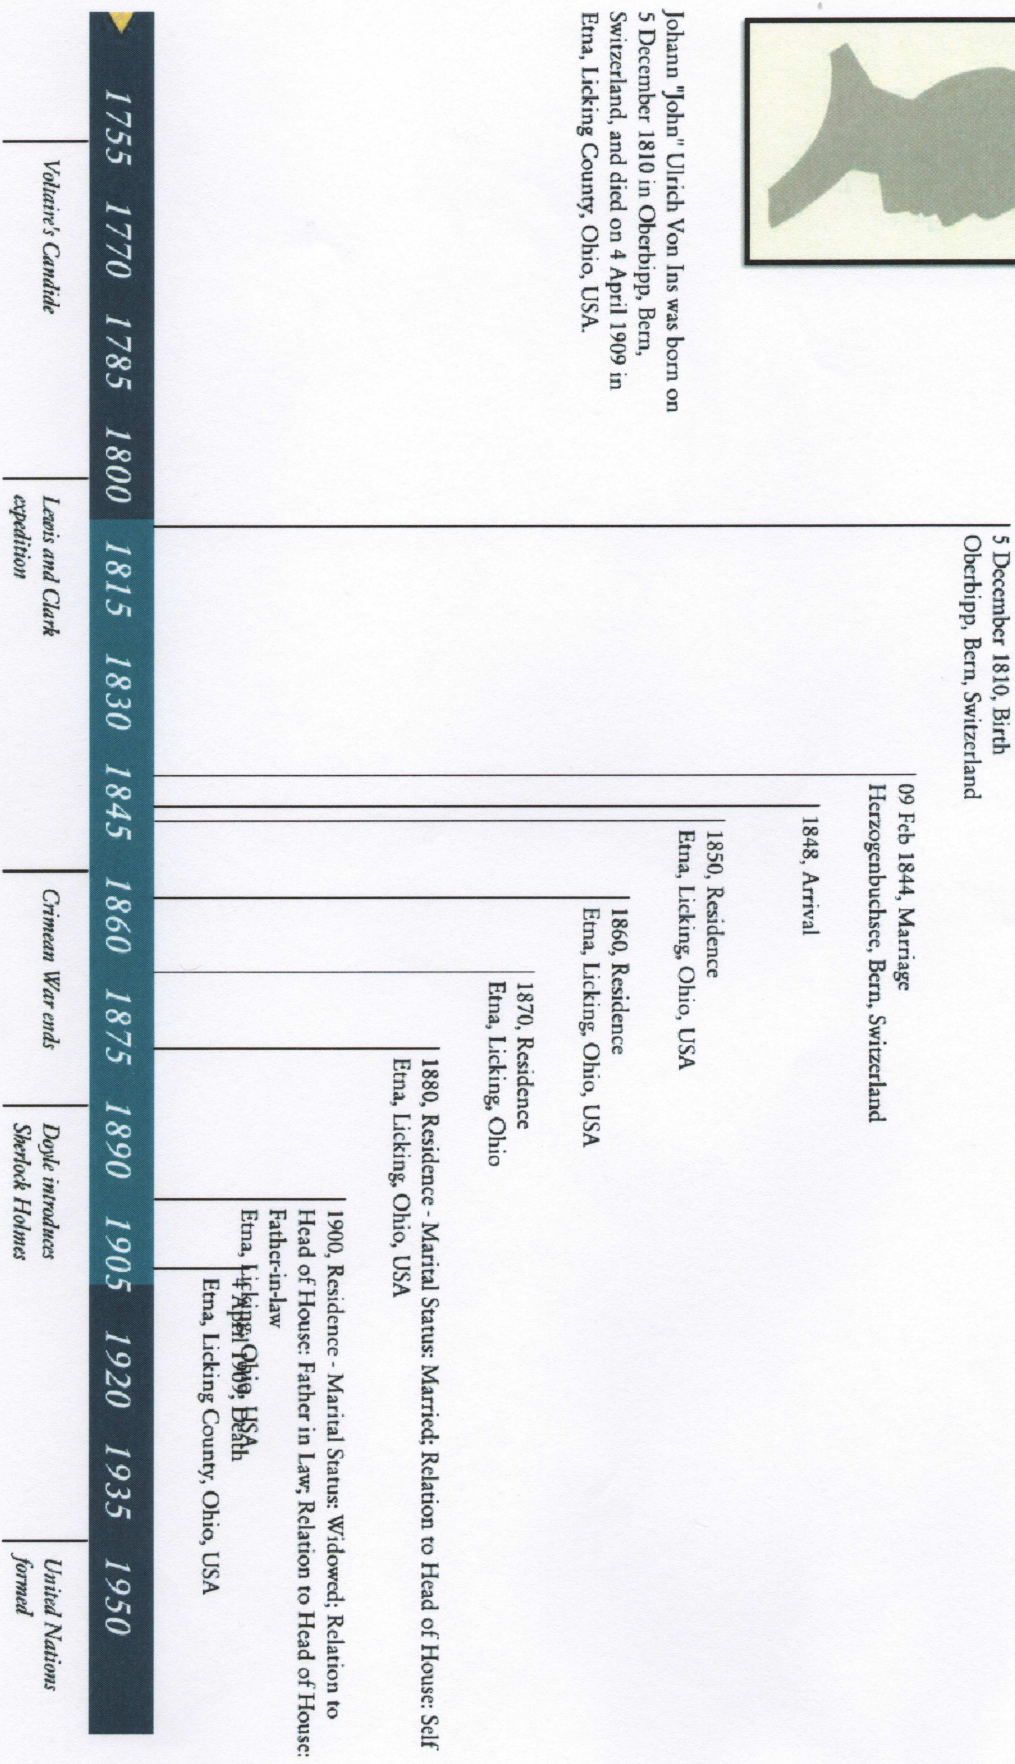 Johann "John" Ulrich Von Ins was born on
5 December 1810 in Oberbipp, Bern,
Switzerland, and died on 4 April 1909 in
Etna, Licking County, Ohio, USA.
5 December 1810, Birth
Oberbipp, Bern, Switzerland
09 Feb 1844, Marriage
Herzogenbuchsee, Bern, Switzerland
1848, Arrival
1850, Residence
Etna, Licking, Ohio, USA
1860, Residence
Etna, Licking, Ohio, USA
1870, Residence
Etna, Licking, Ohio
1880, Residence - Marital Status: Married; Relation to Head of House: Self
Etna, Licking, Ohio, USA
1900, Residence - Marital Status: Widowed; Relation to
Head of House: Father in Law; Relation to Head of House:
Father-in-law
Etna, Licking, Ohio, USA
4 April 1909, Death
Etna, Licking County, Ohio, USA
1755 1770 1785 1800 1815 1830 1845 1860 1875 1890 1905 1920 1935 1950
Voltaire's Candide
Lewis and Clark
expedition
Crimean War ends
Doyle introduces
Sherlock Holmes
United Nations
formed